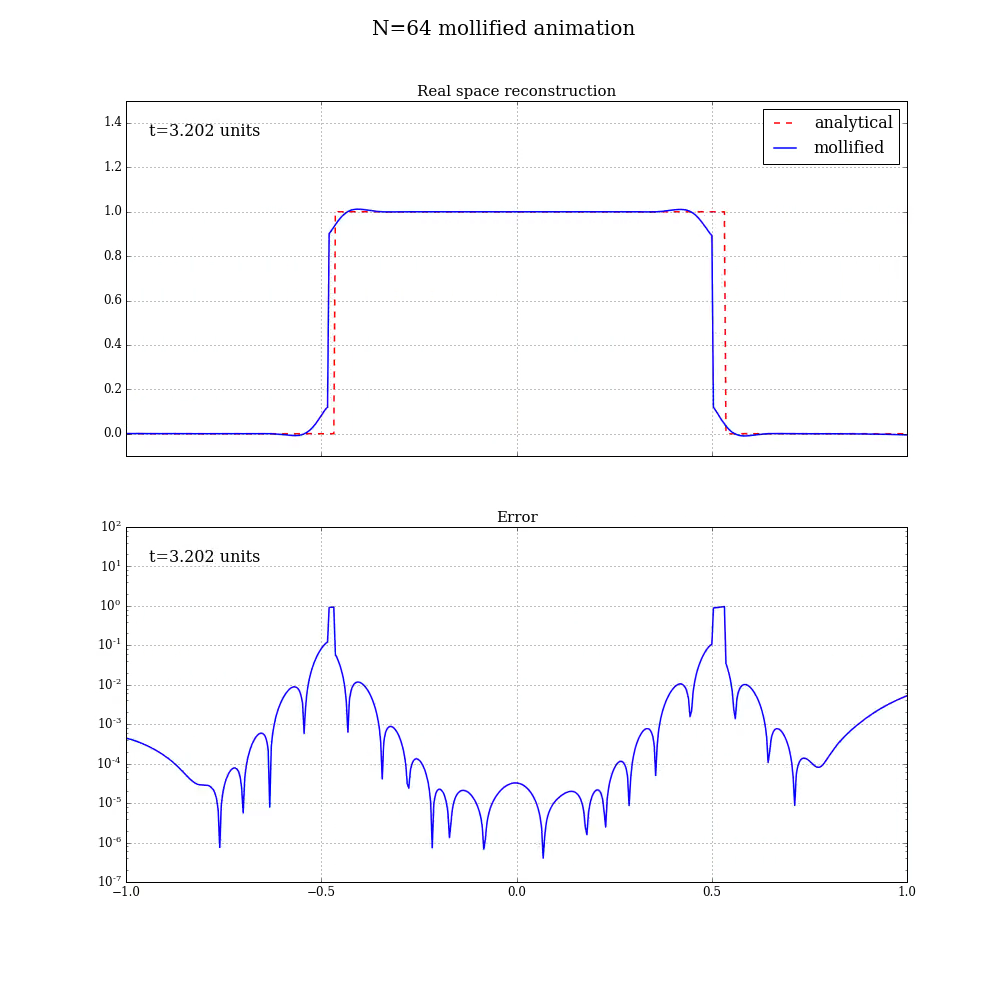 N=64 mollified animation
Real space reconstruction
t=3.202 units
analytical
mollified
1.4
1.2
1.0
0.8
0.6
0.4
0.2
0.0
Error
t=3.202 units
10²
10¹
10⁰
10⁻¹
10⁻²
10⁻³
10⁻⁴
10⁻⁵
10⁻⁶
10⁻⁷
−1.0 −0.5 0.0 0.5 1.0